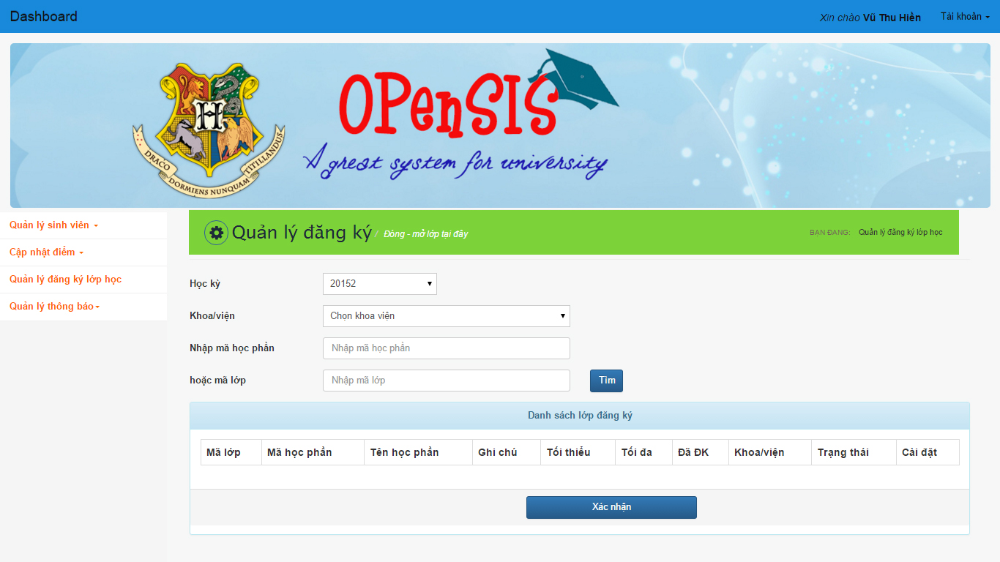 Dashboard
Xin chào Vũ Thu Hiền
Tài khoản
H
DRACO DORMIENS NUNQUAM TITILLANDUS
OPenSIS
A great system for university
Quản lý sinh viên
Cập nhật điểm
Quản lý đăng ký lớp học
Quản lý thông báo
Quản lý đăng ký / Đóng - mở lớp tại đây
BẠN ĐANG: Quản lý đăng ký lớp học
Học kỳ
20152
Khoa/viện
Chọn khoa viện
Nhập mã học phần
Nhập mã học phần
hoặc mã lớp
Nhập mã lớp
Tìm
Danh sách lớp đăng ký
Mã lớp Mã học phần Tên học phần Ghi chú Tối thiểu Tối đa Đã ĐK Khoa/viện Trạng thái Cài đặt
Xác nhận